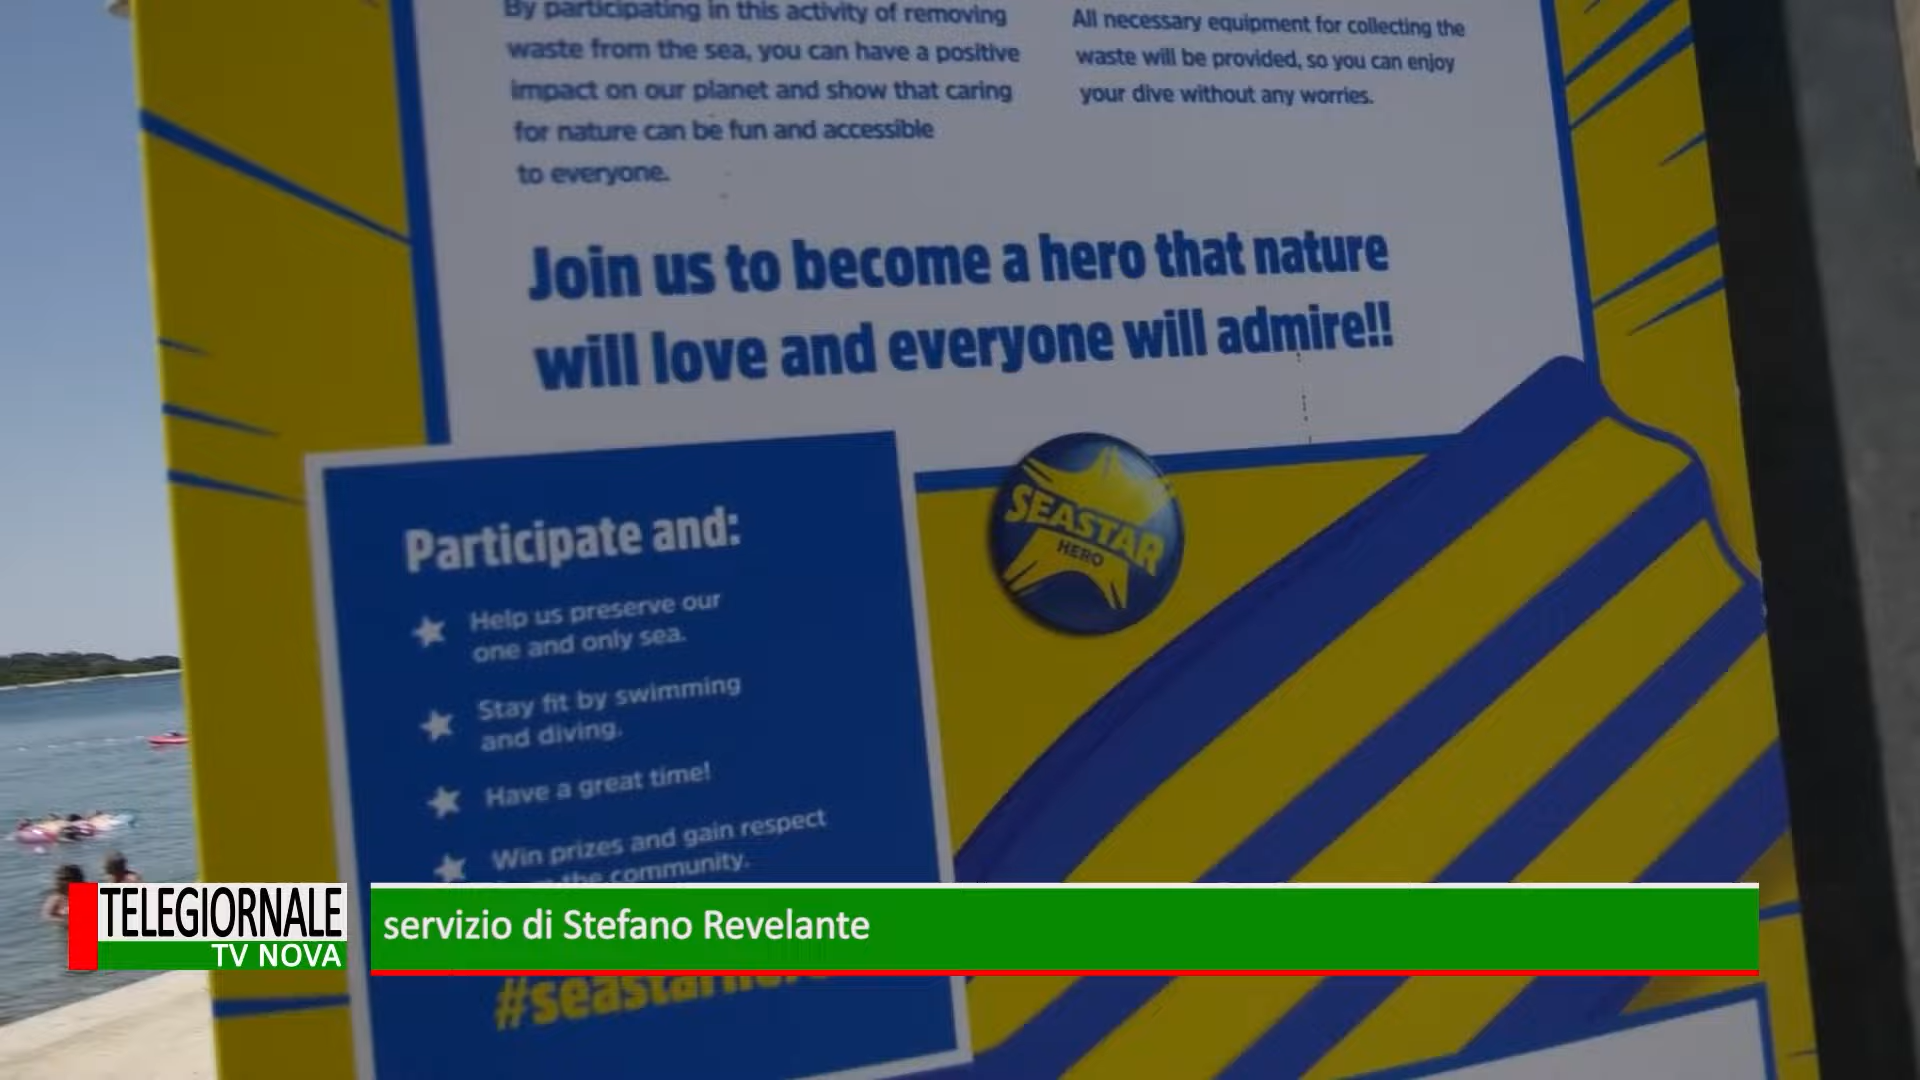 By participating in this activity of removing
waste from the sea, you can have a positive
impact on our planet and show that caring
for nature can be fun and accessible
to everyone.
All necessary equipment for collecting the
waste will be provided, so you can enjoy
your dive without any worries.
Join us to become a hero that nature
will love and everyone will admire!!
SEASTAR
HERO
Participate and:
Help us preserve our
one and only sea.
Stay fit by swimming
and diving.
Have a great time!
Win prizes and gain respect
the community.
TELEGIORNALE
TV NOVA
servizio di Stefano Revelante